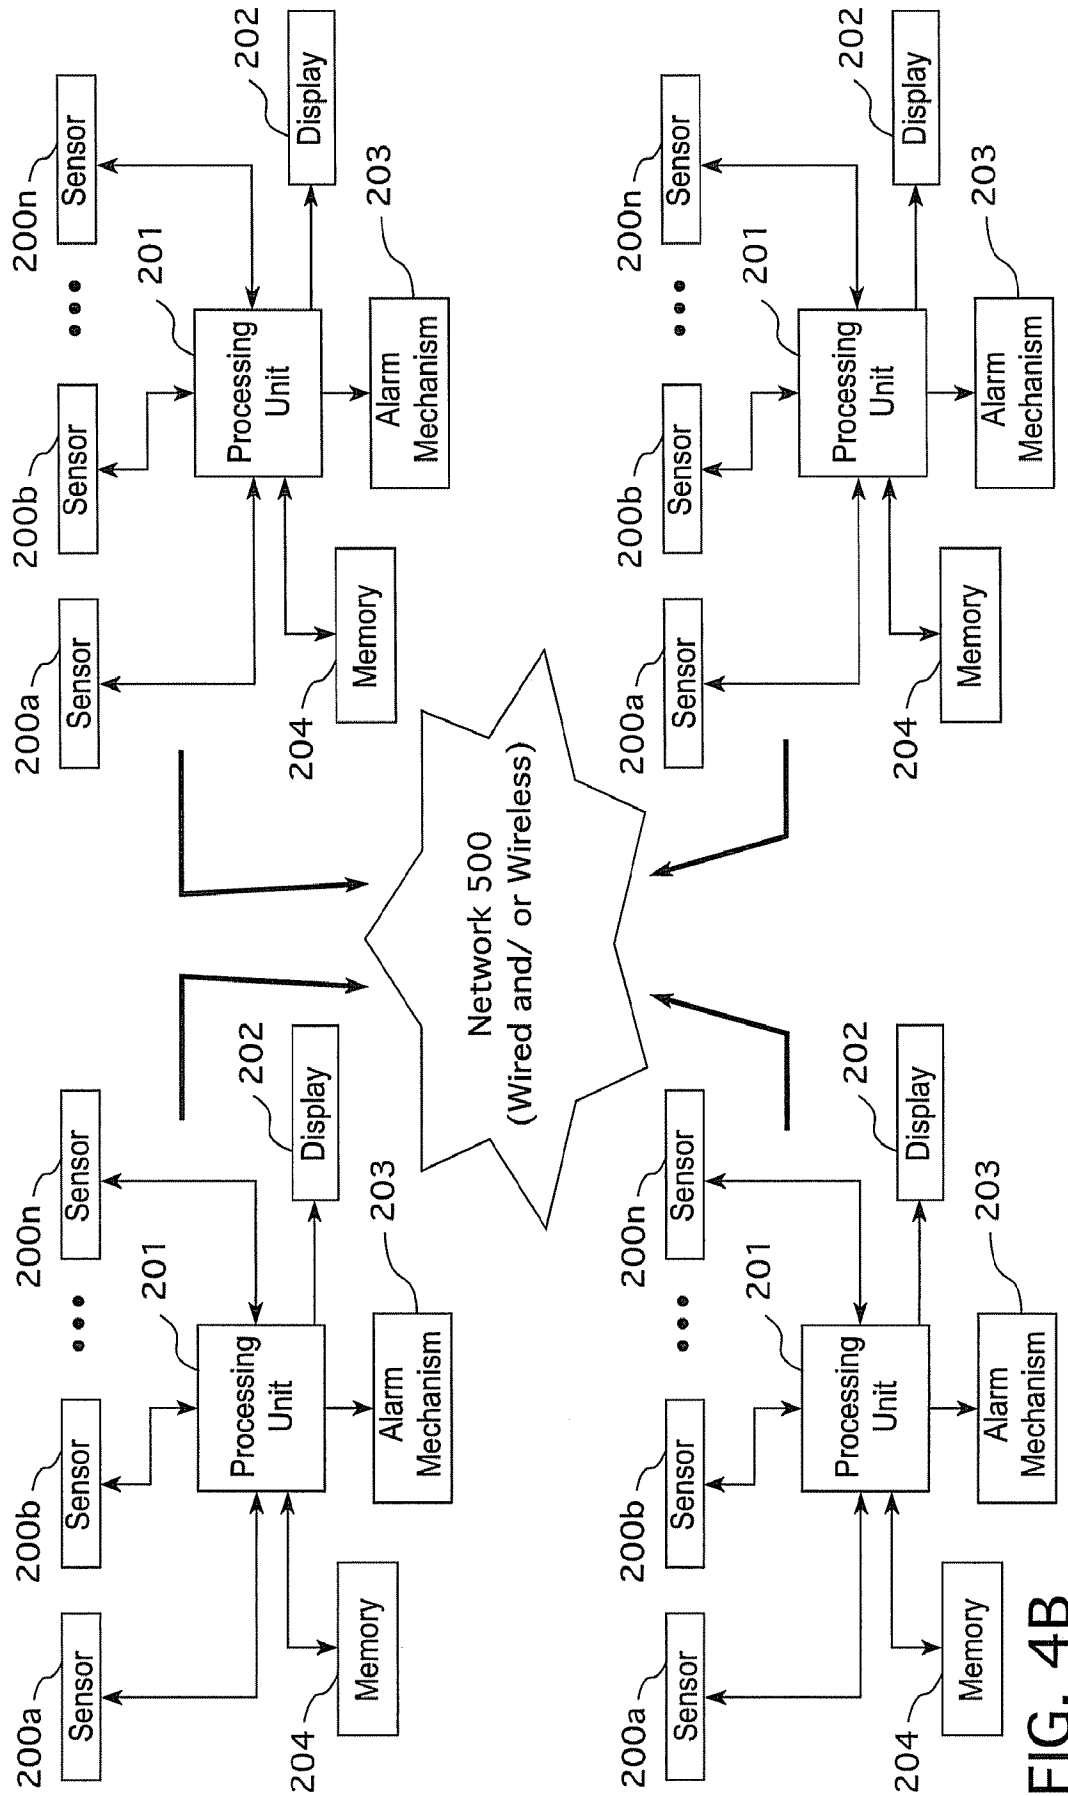 200a
Sensor
200b
Sensor
• • •
200n
Sensor
201
Processing
Unit
202
Display
204
Memory
Alarm
Mechanism
203
200a
Sensor
200b
Sensor
• • •
200n
Sensor
201
Processing
Unit
202
Display
204
Memory
Alarm
Mechanism
203
Network 500
(Wired and/ or Wireless)
200a
Sensor
200b
Sensor
• • •
200n
Sensor
201
Processing
Unit
202
Display
204
Memory
Alarm
Mechanism
203
200a
Sensor
200b
Sensor
• • •
200n
Sensor
201
Processing
Unit
202
Display
204
Memory
Alarm
Mechanism
203
FIG. 4B